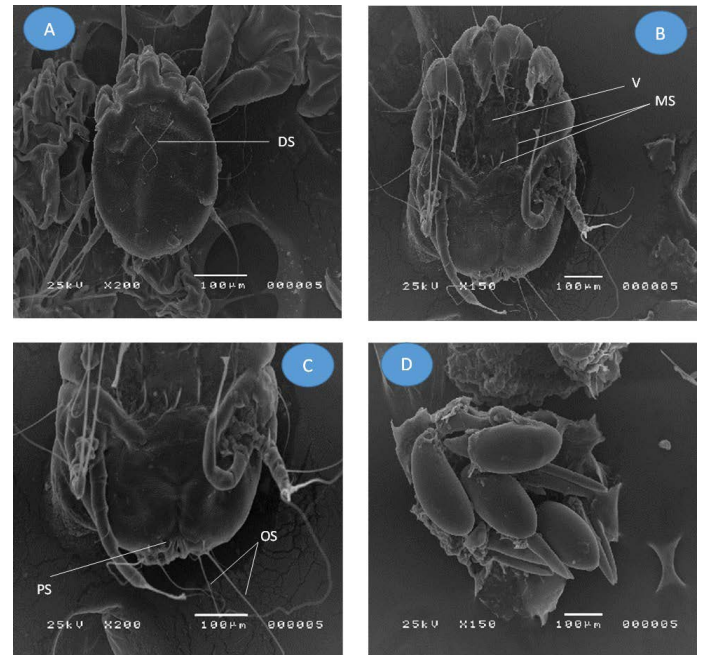 A
DS
25kV X200 100μm 000005
B
V
MS
25kV X150 100μm 000005
C
PS
OS
25kV X200 100μm 000005
D
25kV X150 100μm 000005